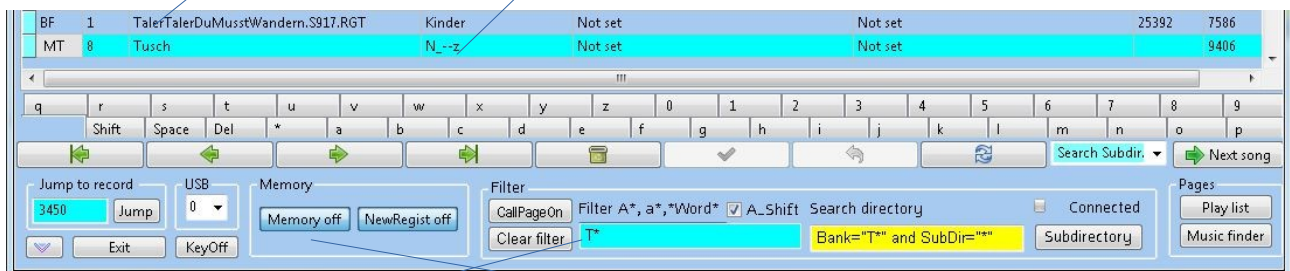 BF 1 TalerTalerDuMusstWandern.S917.RGT Kinder Not set Not set 25392 7586
MT 8 Tusch N_--z, Not set Not set 9406
q r s t u v w x y z 0 1 2 3 4 5 6 7 8 9
Shift Space Del * a b c d e f g h i j k l m n o p
Search Subdir. Next song
Jump to record USB Memory Filter Pages
3450 Jump 0 Memory off NewRegist off CallPageOn Filter A*, a*,*Word* A_Shift Search directory Connected Play list
Exit KeyOff Clear filter T* Bank="T*" and SubDir="*" Subdirectory Music finder